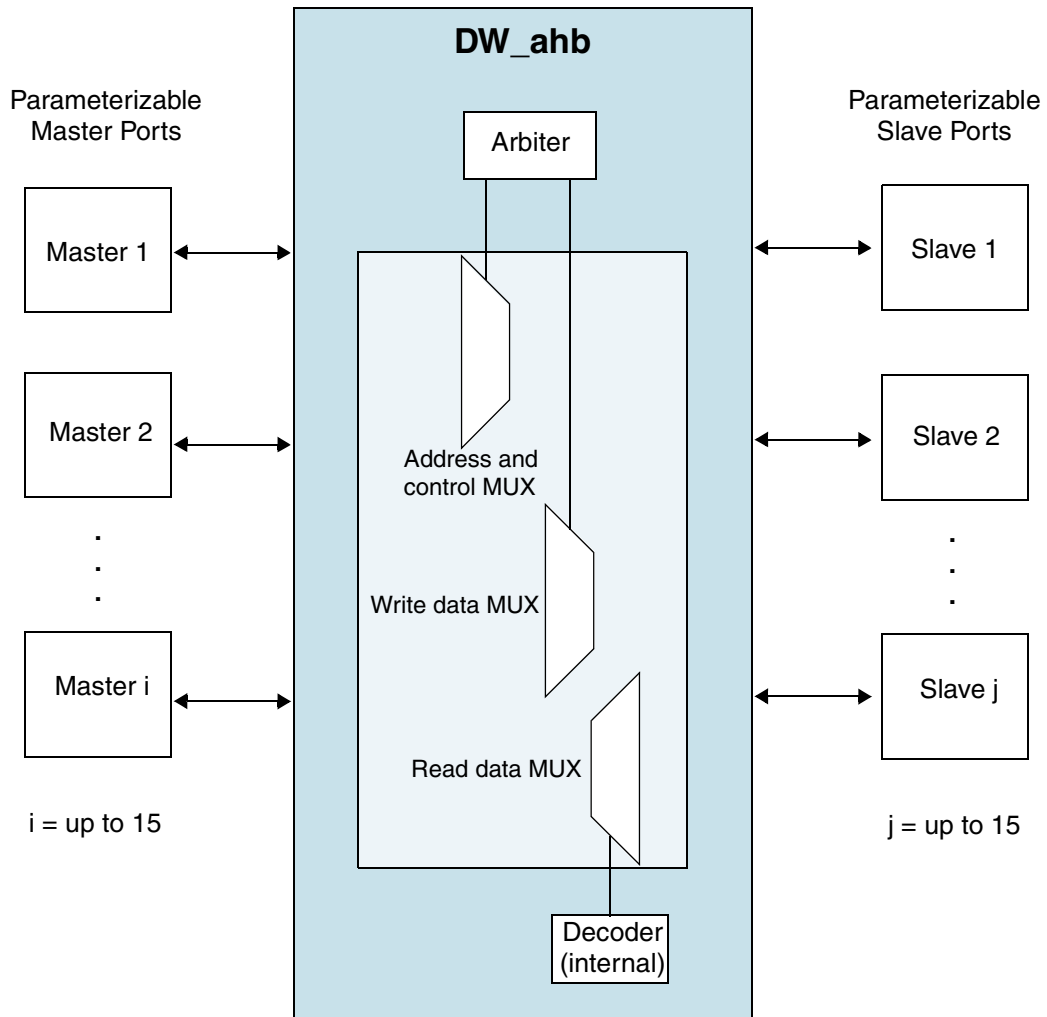 DW_ahb
Parameterizable
Master Ports
Parameterizable
Slave Ports
Arbiter
Master 1
Slave 1
Master 2
Slave 2
Address and
control MUX
.
.
.
.
.
.
Write data MUX
Master i
Slave j
Read data MUX
i = up to 15
j = up to 15
Decoder
(internal)